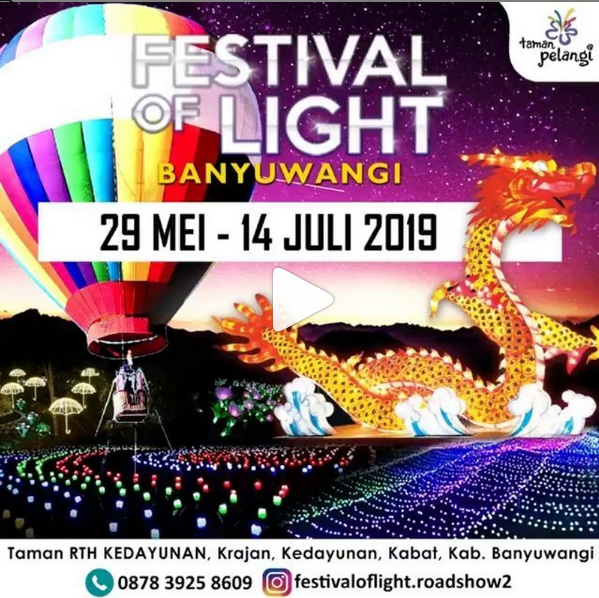 taman
pelangi
FESTIVAL
OF LIGHT
BANYUWANGI
29 MEI - 14 JULI 2019
Taman RTH KEDAYUNAN, Krajan, Kedayunan, Kabat, Kab. Banyuwangi
0878 3925 8609 festivaloflight.roadshow2